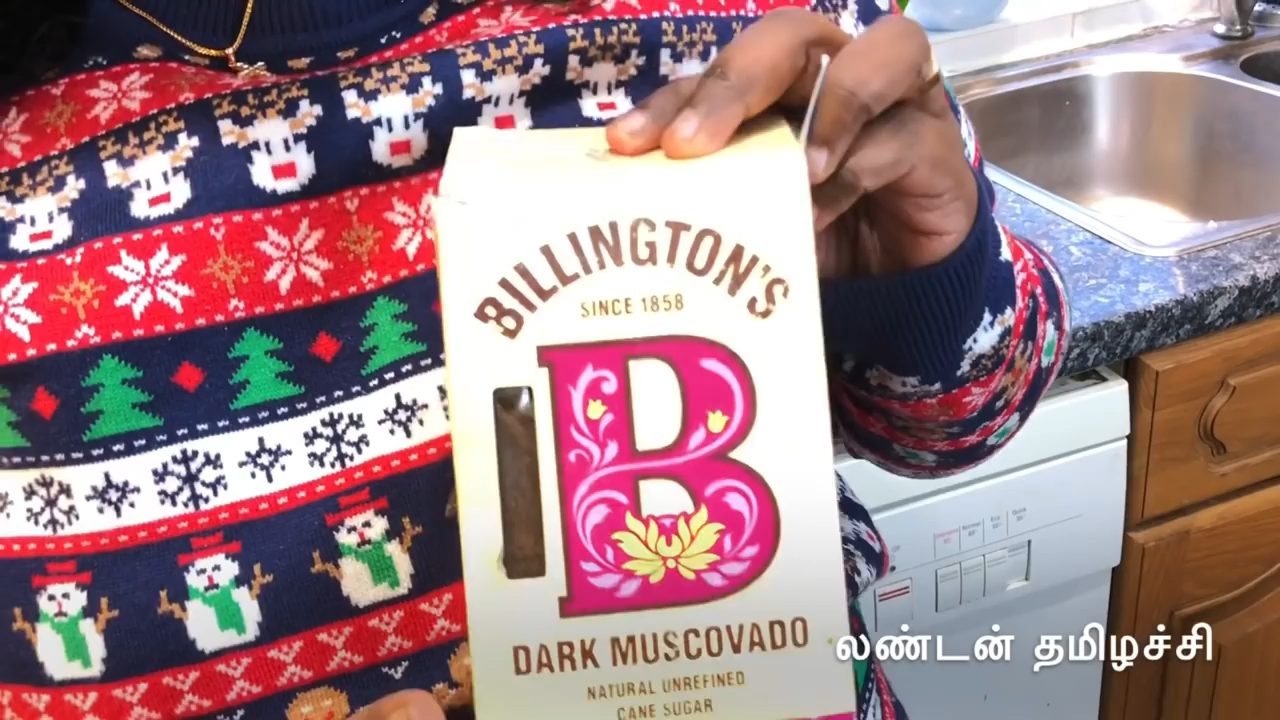 BILLINGTON'S
SINCE 1858
B
DARK MUSCOVADO
NATURAL UNREFINED
CANE SUGAR
லண்டன் தமிழச்சி